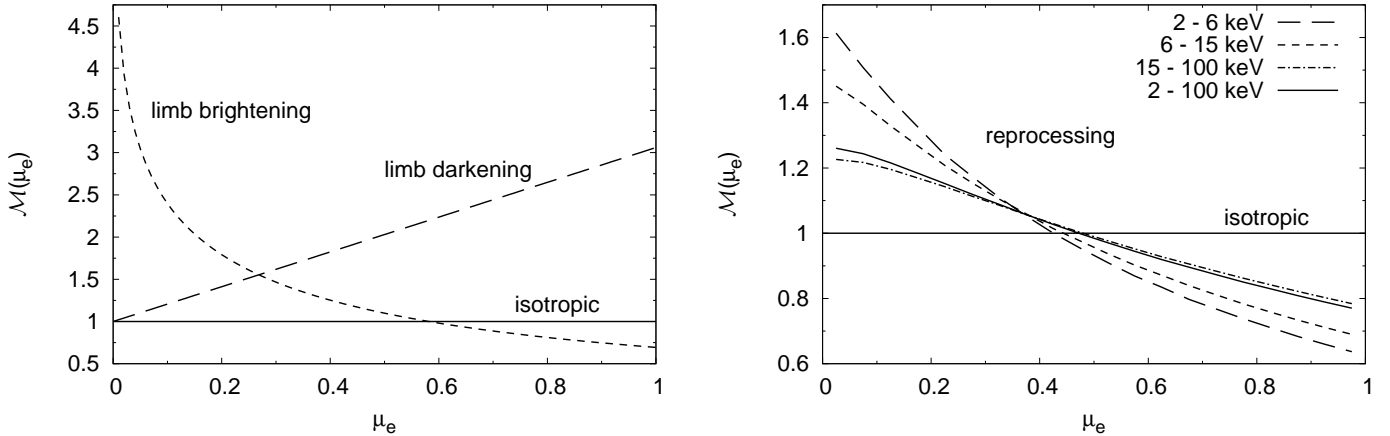 4.5
4
3.5
3
2.5
2
1.5
1
0.5
0
0.2
0.4
0.6
0.8
1
ℳ(μe)
μe
limb brightening
limb darkening
isotropic
1.6
1.4
1.2
1
0.8
0.6
0
0.2
0.4
0.6
0.8
1
ℳ(μe)
μe
2 - 6 keV
6 - 15 keV
15 - 100 keV
2 - 100 keV
reprocessing
isotropic